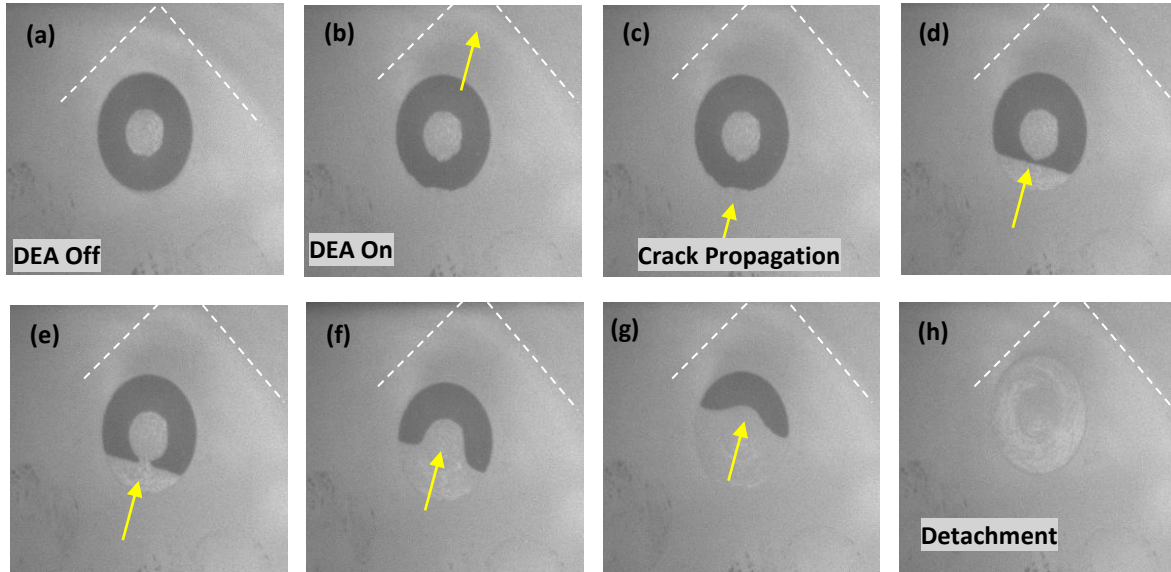 (a)
DEA Off
(b)
DEA On
(c)
Crack Propagation
(d)
(e)
(f)
(g)
(h)
Detachment